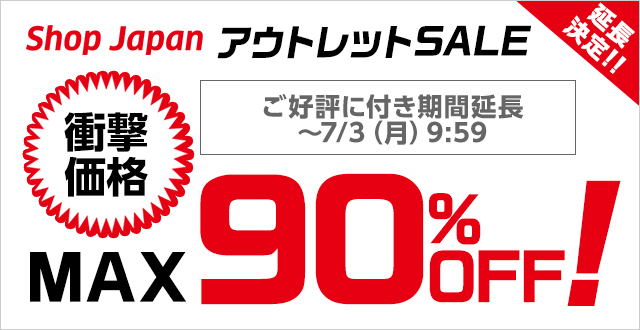 Shop Japan アウトレットSALE
延長
決定!!
衝撃
価格
ご好評に付き期間延長
～7/3（月）9:59
MAX 90%OFF!